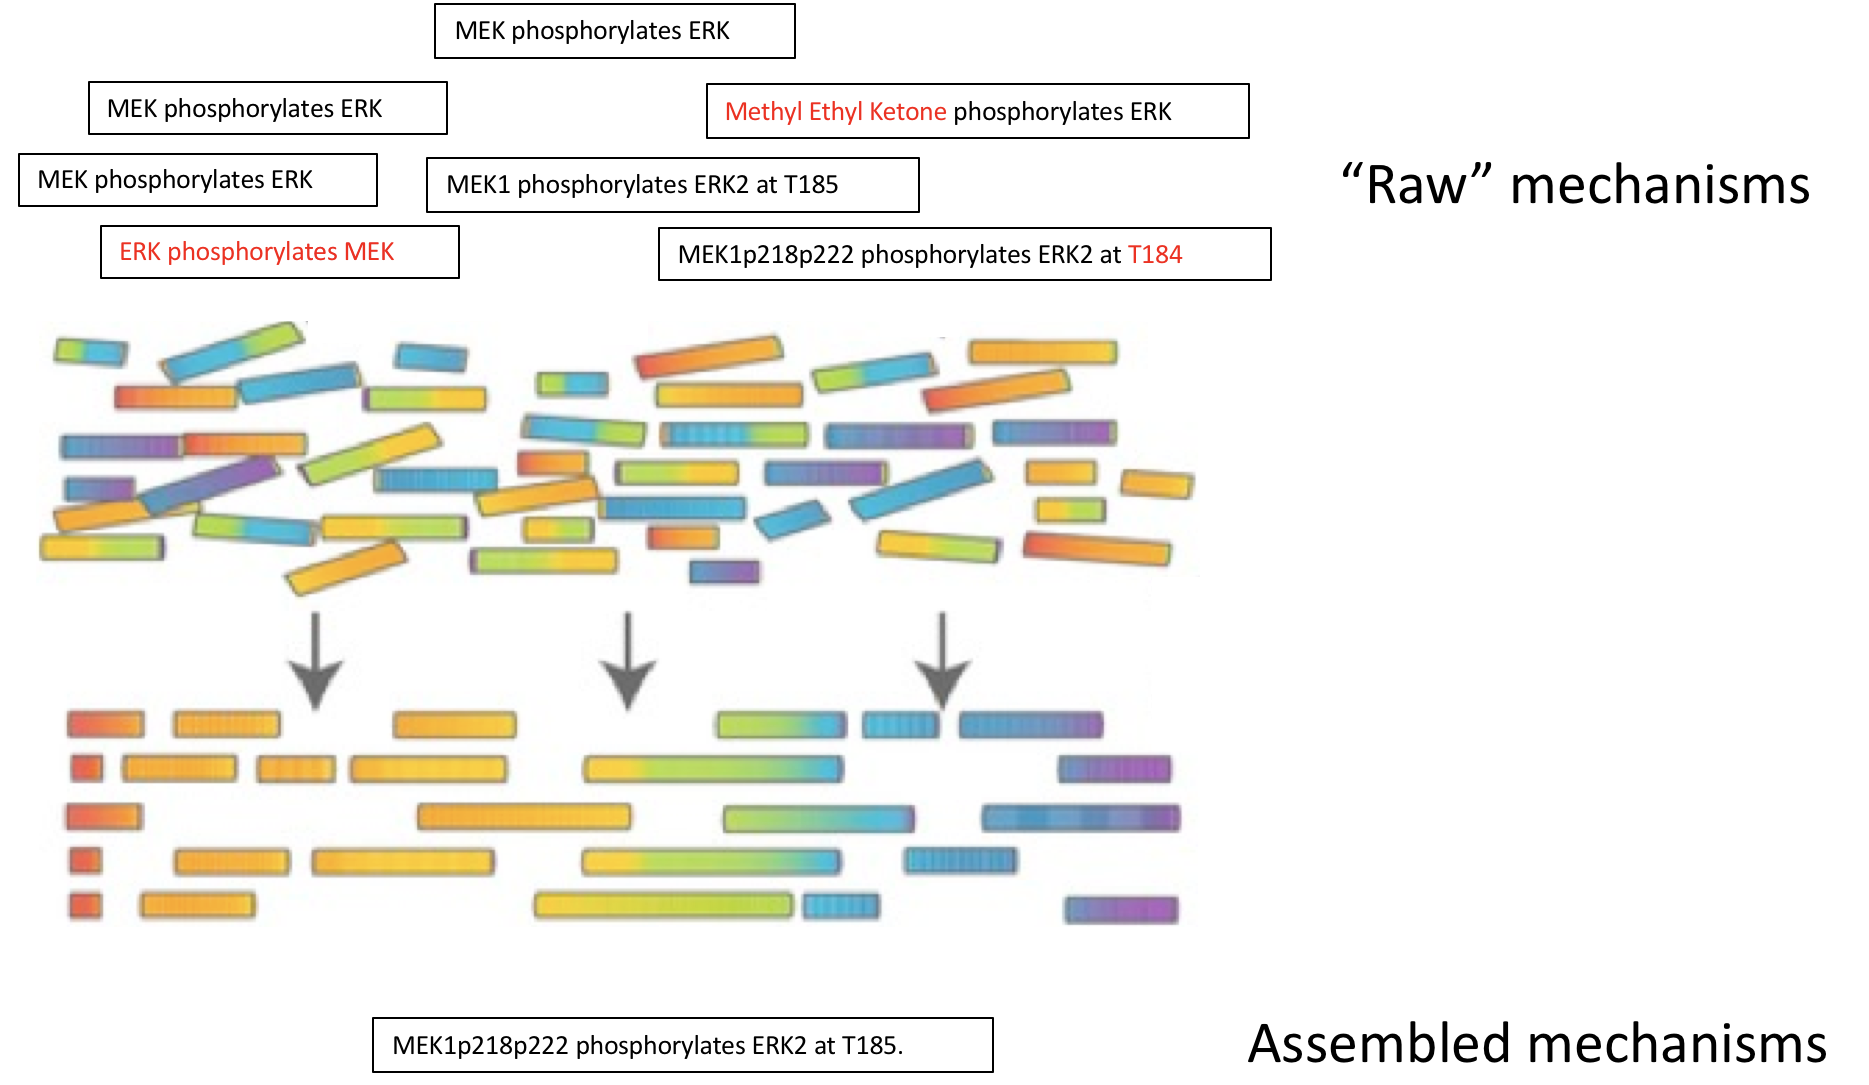 MEK phosphorylates ERK
MEK phosphorylates ERK
Methyl Ethyl Ketone phosphorylates ERK
MEK phosphorylates ERK
MEK1 phosphorylates ERK2 at T185
“Raw” mechanisms
ERK phosphorylates MEK
MEK1p218p222 phosphorylates ERK2 at T184
MEK1p218p222 phosphorylates ERK2 at T185.
Assembled mechanisms